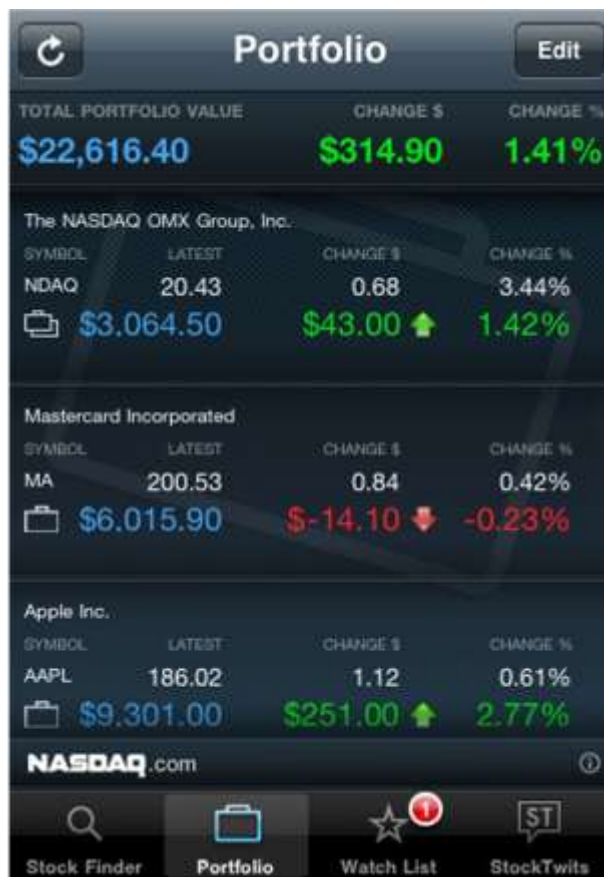 Portfolio
Edit
TOTAL PORTFOLIO VALUE CHANGE $ CHANGE %
$22,616.40 $314.90 1.41%
The NASDAQ OMX Group, Inc.
SYMBOL LATEST CHANGE $ CHANGE %
NDAQ 20.43 0.68 3.44%
$3.064.50 $43.00 1.42%
Mastercard Incorporated
SYMBOL LATEST CHANGE $ CHANGE %
MA 200.53 0.84 0.42%
$6.015.90 $-14.10 -0.23%
Apple Inc.
SYMBOL LATEST CHANGE $ CHANGE %
AAPL 186.02 1.12 0.61%
$9.301.00 $251.00 2.77%
NASDAQ.com
1 ST
Stock Finder Portfolio Watch List StockTwits